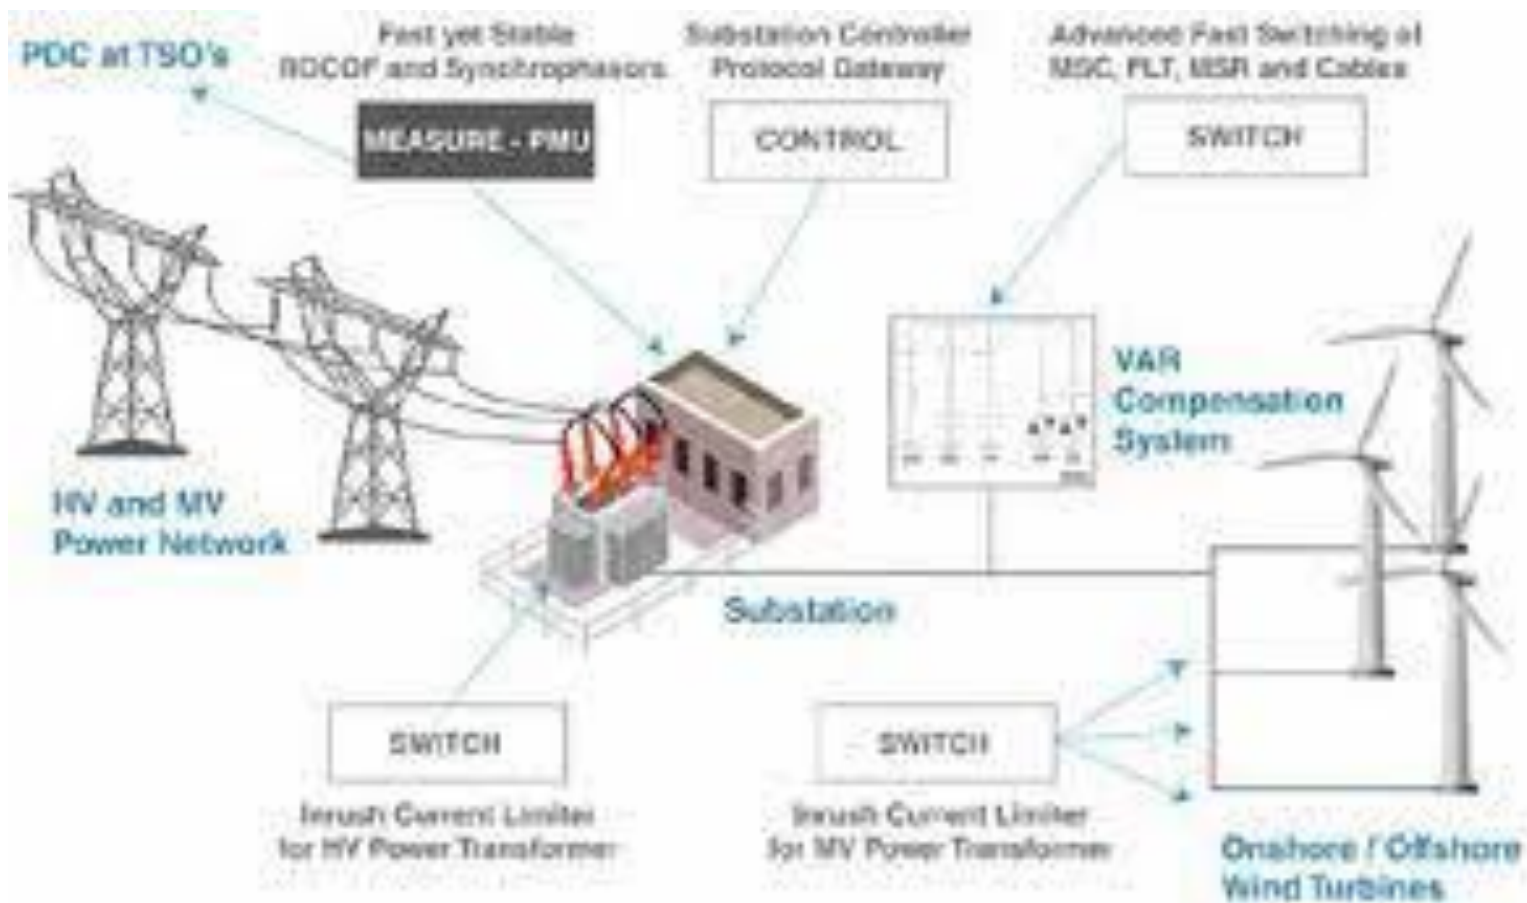 PDC at TSO's
Fast yet Stable
ROCOF and Synchrophasors
MEASURE - PMU
Substation Controller
Protocol Gateway
CONTROL
Advanced Fast Switching of
MSC, FLT, MSR and Cables
SWITCH
VAR
Compensation
System
HV and MV
Power Network
Substation
SWITCH
Inrush Current Limiter
for HV Power Transformer
SWITCH
Inrush Current Limiter
for MV Power Transformer
Onshore / Offshore
Wind Turbines